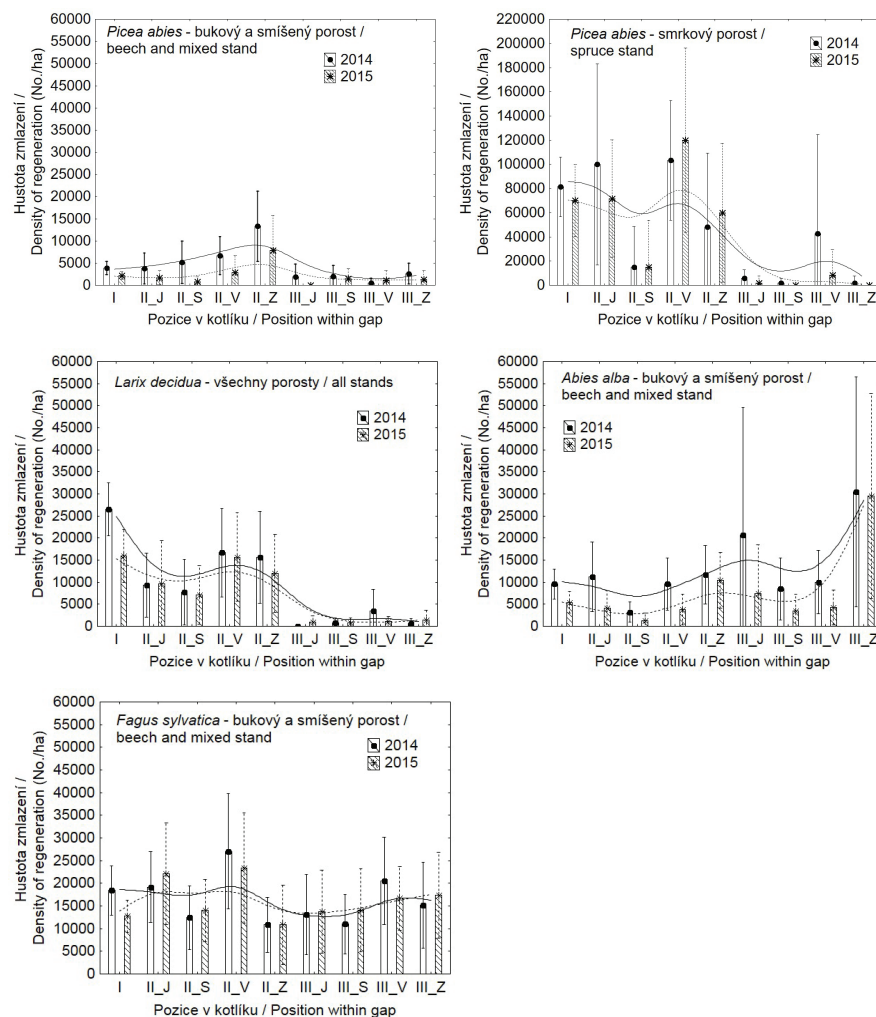 Picea abies - bukový a smíšený porost /
beech and mixed stand
2014
2015
Hustota zmlazení /
Density of regeneration (No./ha)
60000
55000
50000
45000
40000
35000
30000
25000
20000
15000
10000
5000
0
I II_J II_S II_V II_Z III_J III_S III_V III_Z
Pozice v kotlíku / Position within gap
Picea abies - smrkový porost /
spruce stand
2014
2015
Hustota zmlazení /
Density of regeneration (No./ha)
220000
200000
180000
160000
140000
120000
100000
80000
60000
40000
20000
0
I II_J II_S II_V II_Z III_J III_S III_V III_Z
Pozice v kotlíku / Position within gap
Larix decidua - všechny porosty / all stands
2014
2015
Hustota zmlazení /
Density of regeneration (No./ha)
60000
55000
50000
45000
40000
35000
30000
25000
20000
15000
10000
5000
0
I II_J II_S II_V II_Z III_J III_S III_V III_Z
Pozice v kotlíku / Position within gap
Abies alba - bukový a smíšený porost /
beech and mixed stand
2014
2015
Hustota zmlazení /
Density of regeneration (No./ha)
60000
55000
50000
45000
40000
35000
30000
25000
20000
15000
10000
5000
0
I II_J II_S II_V II_Z III_J III_S III_V III_Z
Pozice v kotlíku / Position within gap
Fagus sylvatica - bukový a smíšený porost /
beech and mixed stand
2014
2015
Hustota zmlazení /
Density of regeneration (No./ha)
60000
55000
50000
45000
40000
35000
30000
25000
20000
15000
10000
5000
0
I II_J II_S II_V II_Z III_J III_S III_V III_Z
Pozice v kotlíku / Position within gap